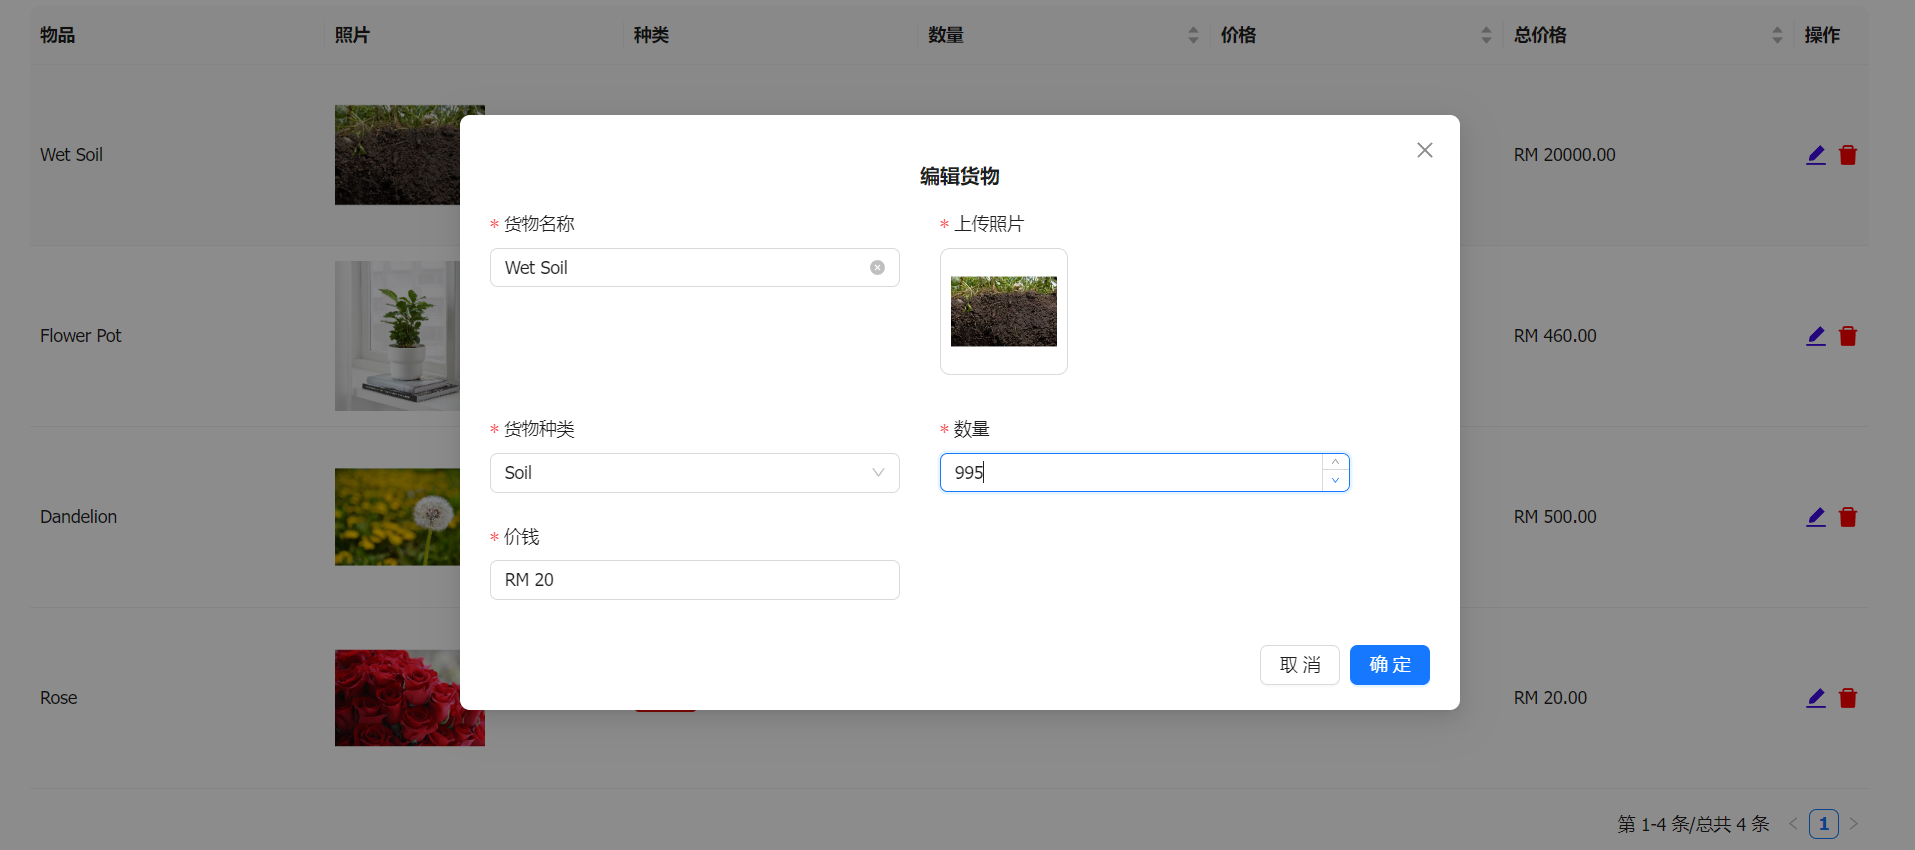 物品 照片 种类 数量 价格 总价格 操作
Wet Soil RM 20000.00
Flower Pot RM 460.00
Dandelion RM 500.00
Rose RM 20.00
编辑货物
* 货物名称 * 上传照片
Wet Soil
* 货物种类 * 数量
Soil 995
* 价钱
RM 20
取 消 确 定
第 1-4 条/总共 4 条 < 1 >